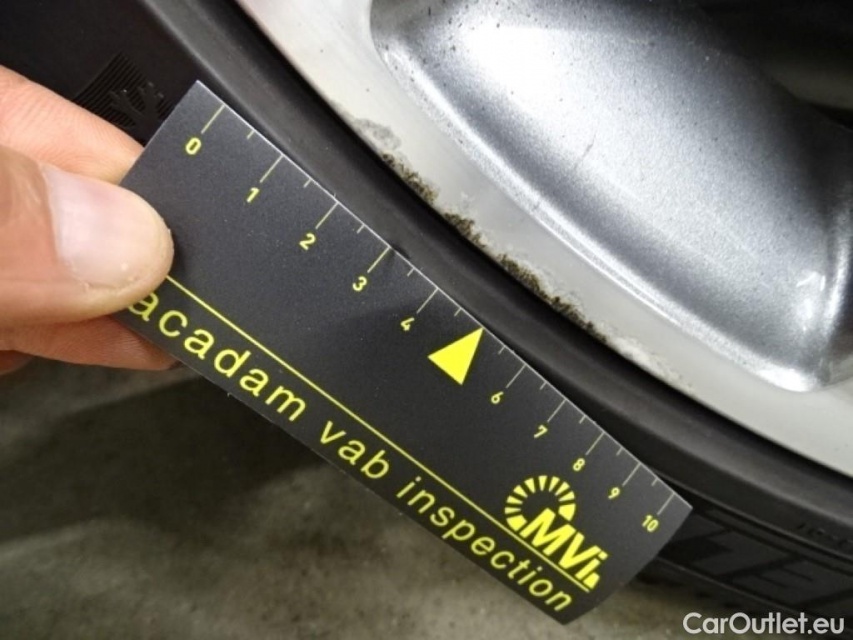 0 1 2 3 4 6 7 8 9 10
acadam vab inspection
MVi.
CarOutlet.eu